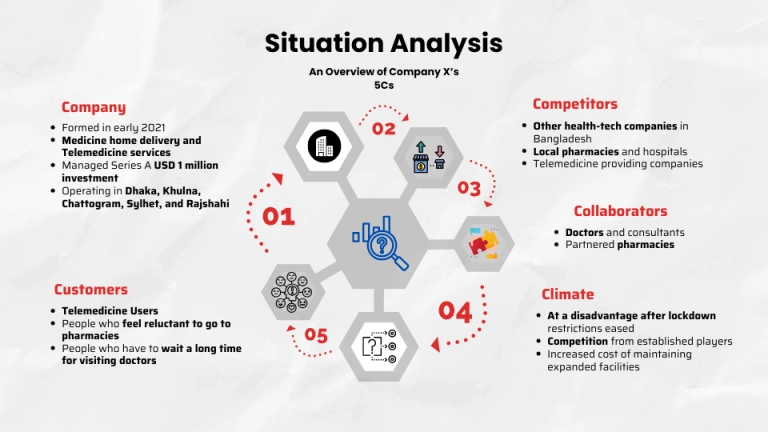 Situation Analysis
An Overview of Company X's
5Cs
Company
• Formed in early 2021
• Medicine home delivery and
Telemedicine services
• Managed Series A USD 1 million
investment
• Operating in Dhaka, Khulna,
Chattogram, Sylhet, and Rajshahi
Customers
• Telemedicine Users
• People who feel reluctant to go to
pharmacies
• People who have to wait a long time
for visiting doctors
01
02
03
04
05
Competitors
• Other health-tech companies in
Bangladesh
• Local pharmacies and hospitals
• Telemedicine providing companies
Collaborators
• Doctors and consultants
• Partnered pharmacies
Climate
• At a disadvantage after lockdown
restrictions eased
• Competition from established players
• Increased cost of maintaining
expanded facilities